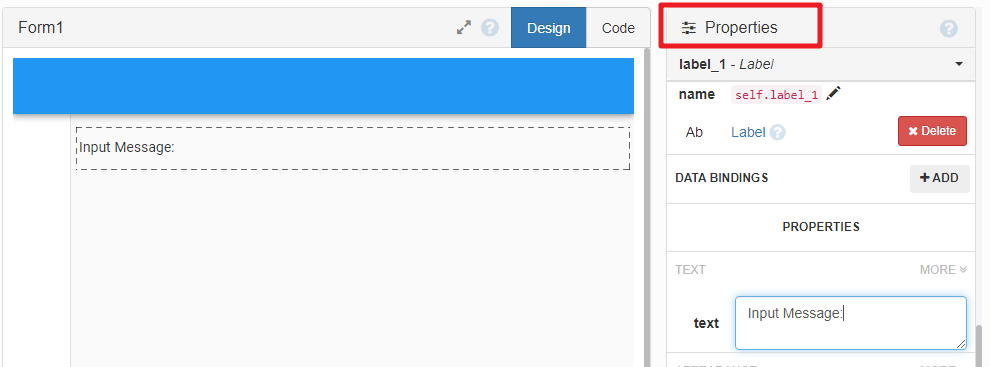 Form1
Design
Code
Input Message:
Properties
label_1 - Label
name self.label_1
Ab Label
Delete
DATA BINDINGS
ADD
PROPERTIES
TEXT
MORE
text
Input Message: